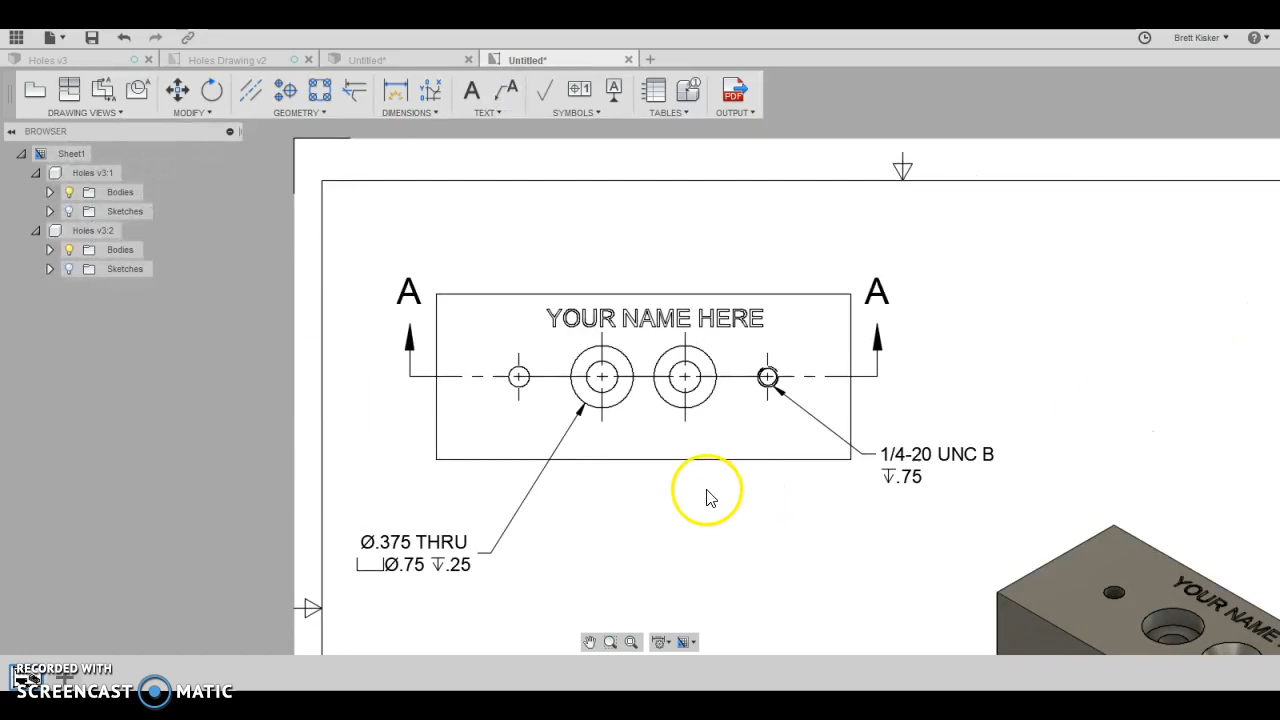 Brett Kisker
Holes v3
Holes Drawing v2
Untitled*
Untitled*
DRAWING VIEWS
MODIFY
GEOMETRY
DIMENSIONS
A
TEXT
1
A
SYMBOLS
TABLES
PDF
OUTPUT
BROWSER
Sheet1
Holes v3:1
Bodies
Sketches
Holes v3:2
Bodies
Sketches
A
A
YOUR NAME HERE
1/4-20 UNC B
↧.75
Ø.375 THRU
⌴Ø.75 ↧.25
YOUR NAME
RECORDED WITH
SCREENCAST MATIC